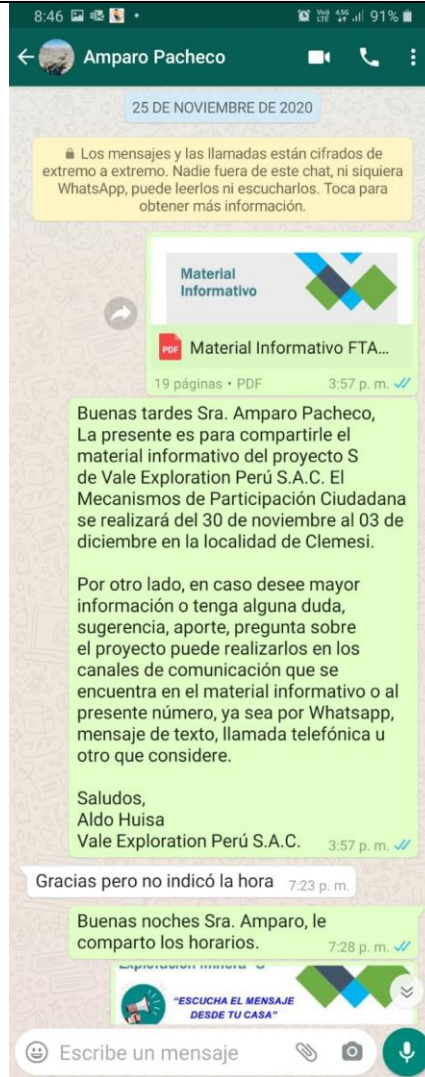 8:46 91%
Amparo Pacheco
25 DE NOVIEMBRE DE 2020
Los mensajes y las llamadas están cifrados de
extremo a extremo. Nadie fuera de este chat, ni siquiera
WhatsApp, puede leerlos ni escucharlos. Toca para
obtener más información.
Material
Informativo
PDF Material Informativo FTA...
19 páginas • PDF 3:57 p. m.
Buenas tardes Sra. Amparo Pacheco,
La presente es para compartirle el
material informativo del proyecto S
de Vale Exploration Perú S.A.C. El
Mecanismos de Participación Ciudadana
se realizará del 30 de noviembre al 03 de
diciembre en la localidad de Clemesi.
Por otro lado, en caso desee mayor
información o tenga alguna duda,
sugerencia, aporte, pregunta sobre
el proyecto puede realizarlos en los
canales de comunicación que se
encuentra en el material informativo o al
presente número, ya sea por Whatsapp,
mensaje de texto, llamada telefónica u
otro que considere.
Saludos,
Aldo Huisa
Vale Exploration Perú S.A.C. 3:57 p. m.
Gracias pero no indicó la hora 7:23 p. m.
Buenas noches Sra. Amparo, le
comparto los horarios. 7:28 p. m.
"ESCUCHA EL MENSAJE
DESDE TU CASA"
Escribe un mensaje